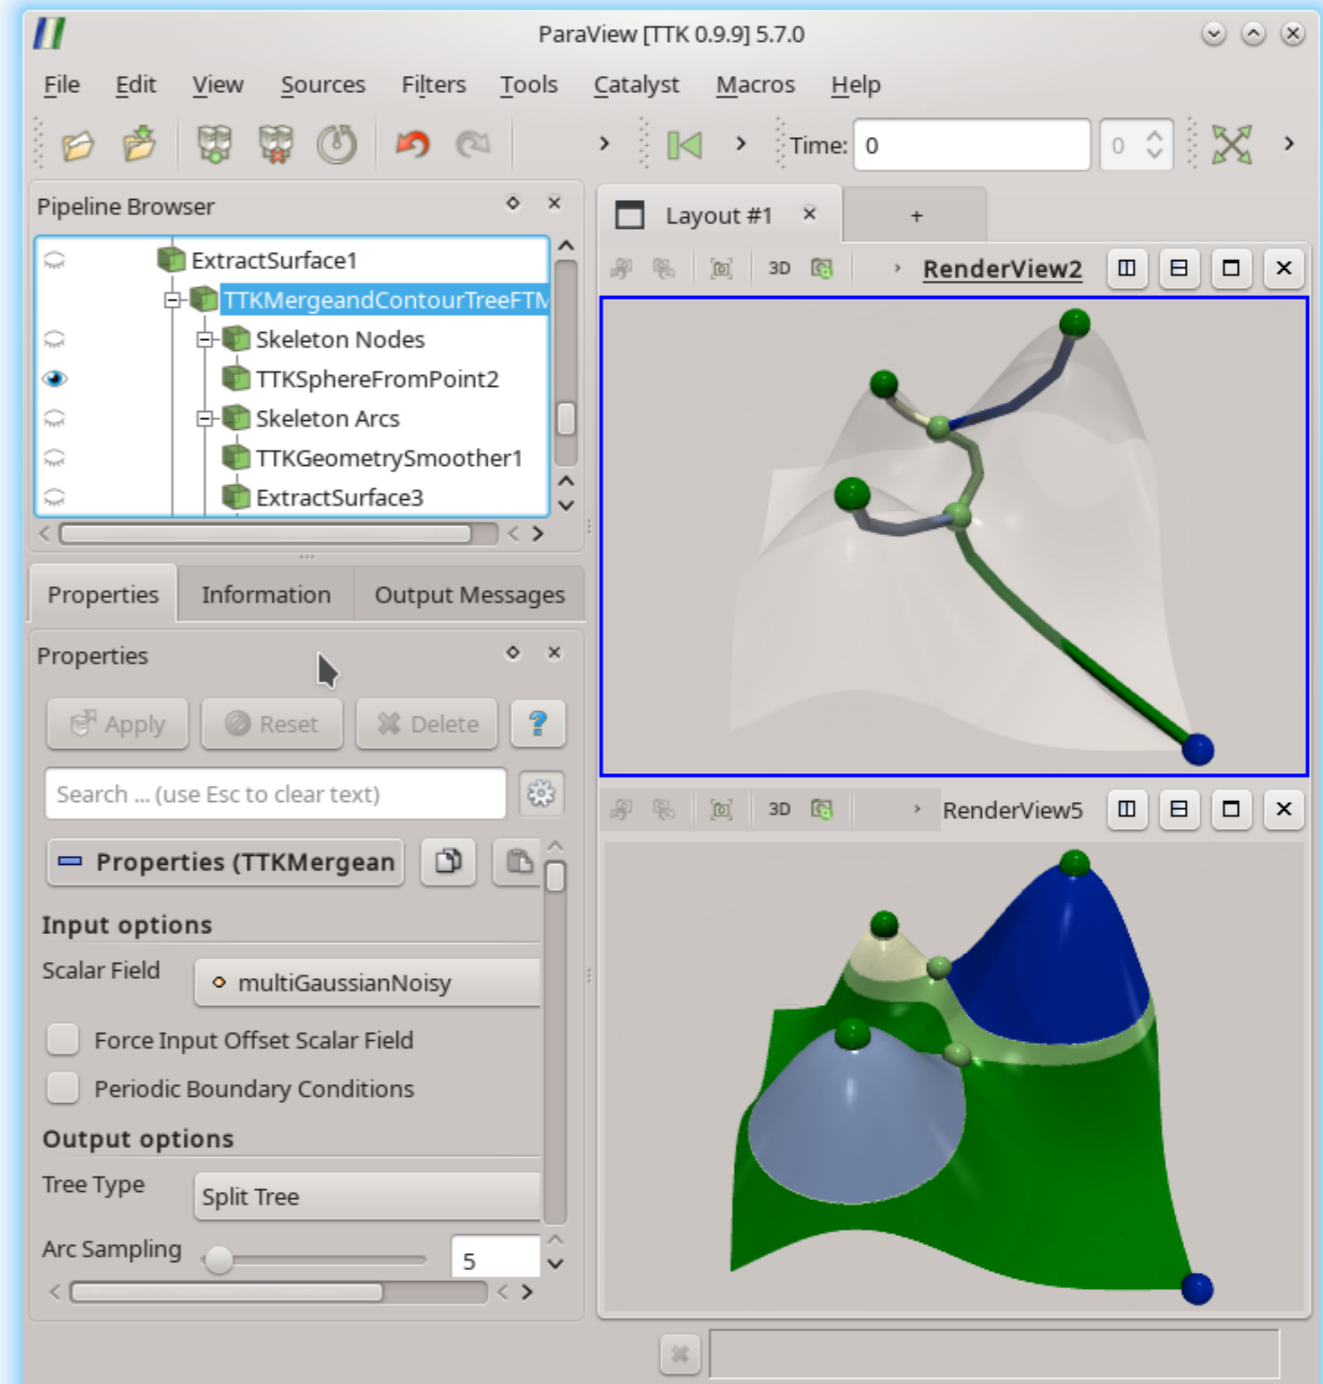 ParaView [TTK 0.9.9] 5.7.0
File Edit View Sources Filters Tools Catalyst Macros Help
Time: 0 0
Pipeline Browser
ExtractSurface1
TTKMergeandContourTreeFTM
Skeleton Nodes
TTKSphereFromPoint2
Skeleton Arcs
TTKGeometrySmoother1
ExtractSurface3
Properties Information Output Messages
Properties
Apply Reset Delete ?
Search ... (use Esc to clear text)
Properties (TTKMergean
Input options
Scalar Field multiGaussianNoisy
Force Input Offset Scalar Field
Periodic Boundary Conditions
Output options
Tree Type Split Tree
Arc Sampling 5
Layout #1 +
3D RenderView2
3D RenderView5